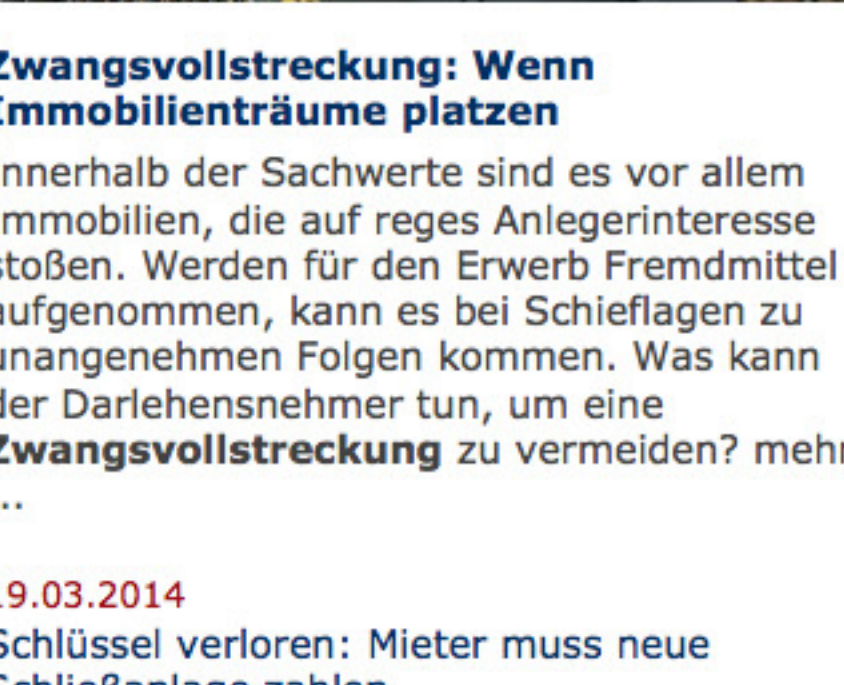 Zwangsvollstreckung: Wenn
Immobilienträume platzen
Innerhalb der Sachwerte sind es vor allem
Immobilien, die auf reges Anlegerinteresse
stoßen. Werden für den Erwerb Fremdmittel
aufgenommen, kann es bei Schieflagen zu
unangenehmen Folgen kommen. Was kann
der Darlehensnehmer tun, um eine
Zwangsvollstreckung zu vermeiden? mehr
...
19.03.2014
Schlüssel verloren: Mieter muss neue
Schließanlage zahlen